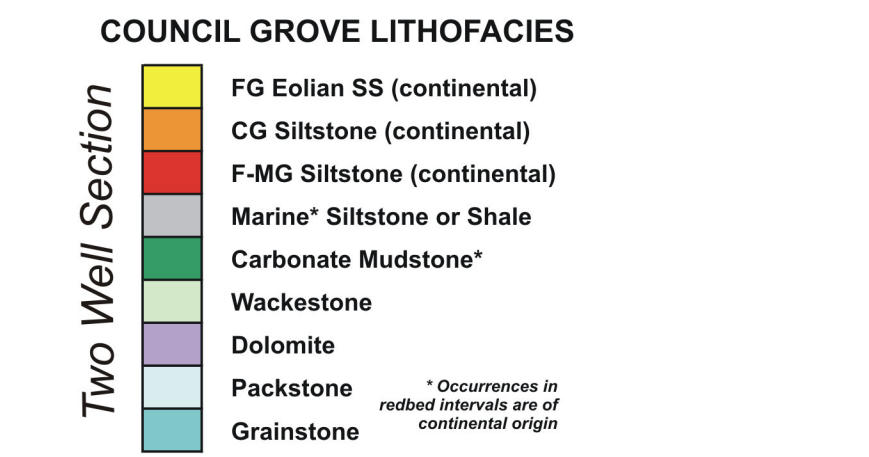 COUNCIL GROVE LITHOFACIES
Two Well Section
FG Eolian SS (continental)
CG Siltstone (continental)
F-MG Siltstone (continental)
Marine* Siltstone or Shale
Carbonate Mudstone*
Wackestone
Dolomite
Packstone
Grainstone
* Occurrences in
redbed intervals are of
continental origin